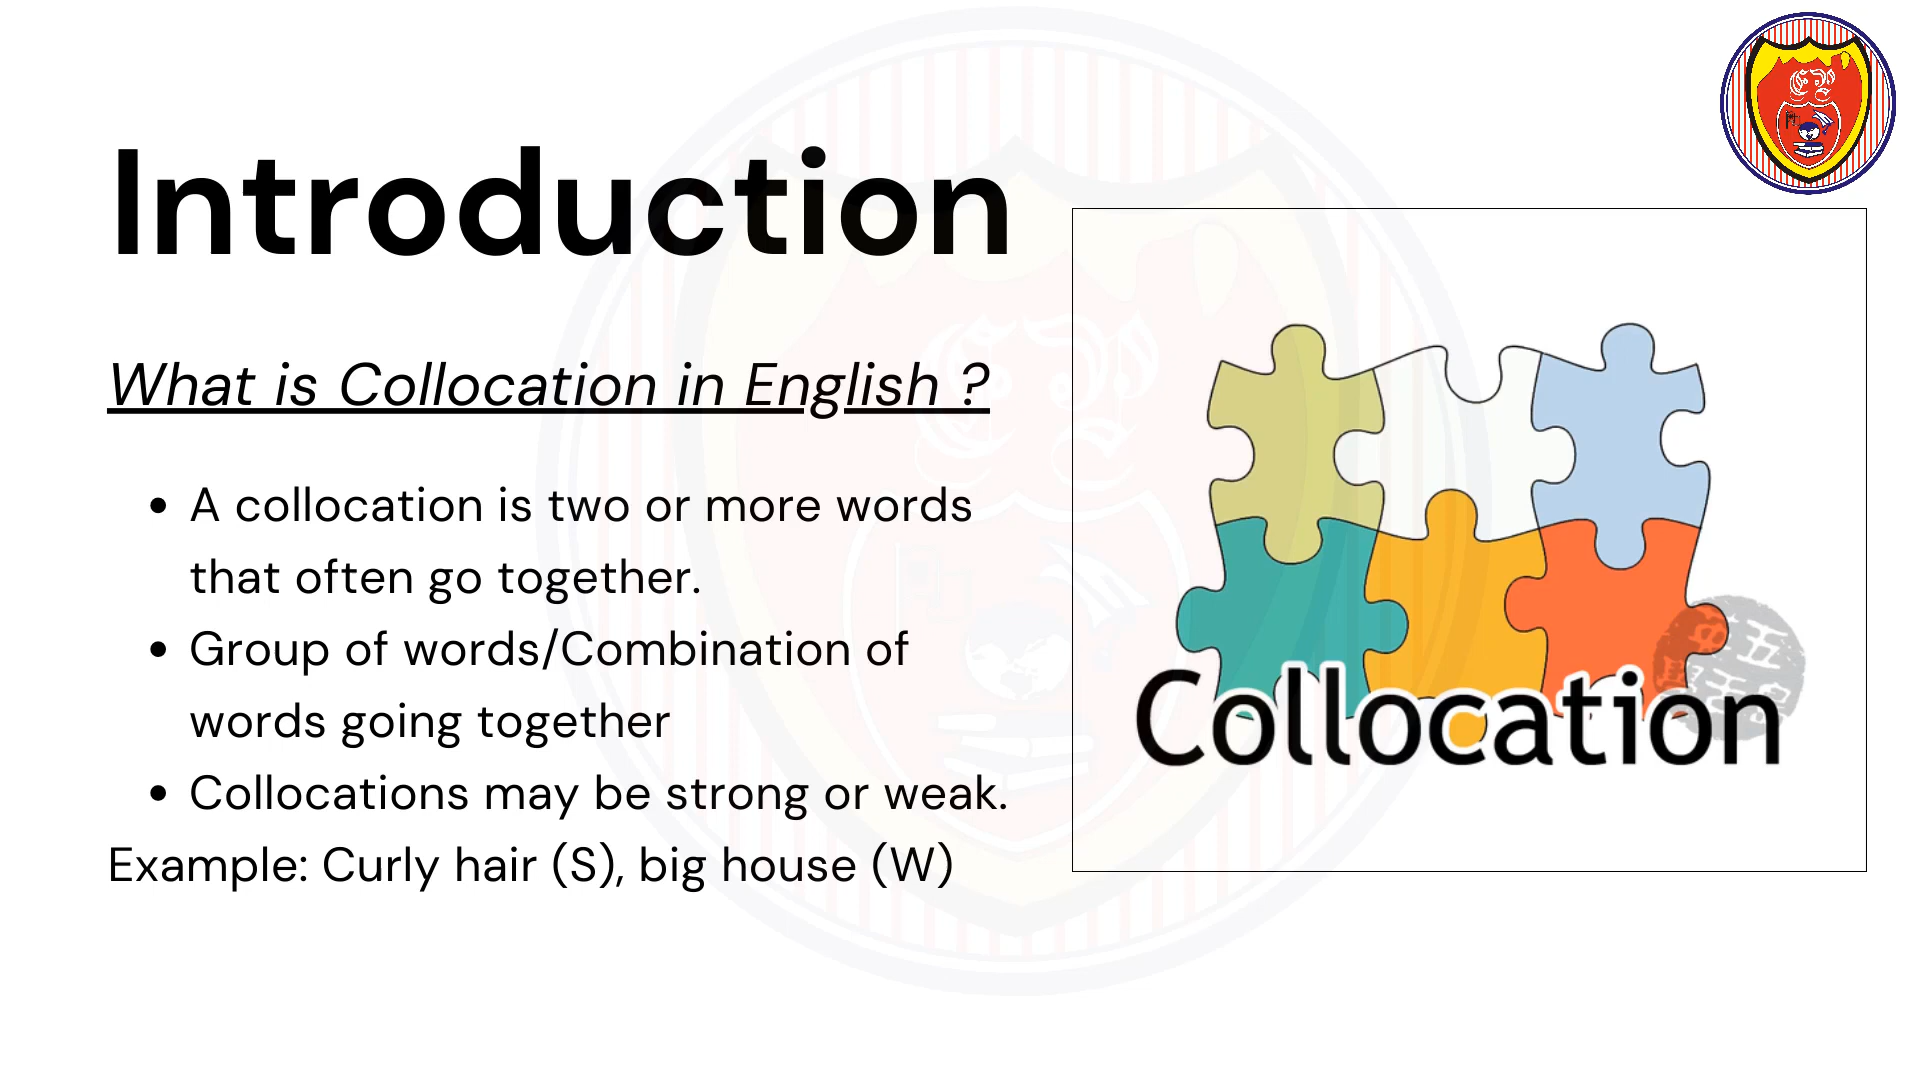 Introduction
What is Collocation in English ?
• A collocation is two or more words
that often go together.
• Group of words/Combination of
words going together
• Collocations may be strong or weak.
Example: Curly hair (S), big house (W)
Collocation